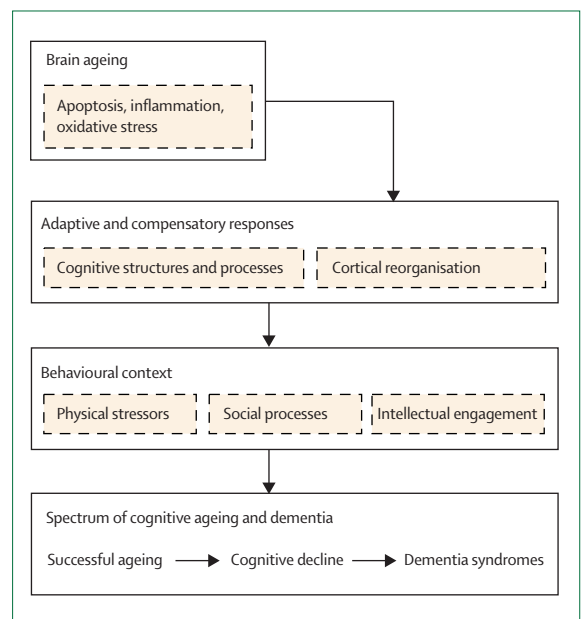 Brain ageing
Apoptosis, inflammation,
oxidative stress
Adaptive and compensatory responses
Cognitive structures and processes
Cortical reorganisation
Behavioural context
Physical stressors
Social processes
Intellectual engagement
Spectrum of cognitive ageing and dementia
Successful ageing
Cognitive decline
Dementia syndromes